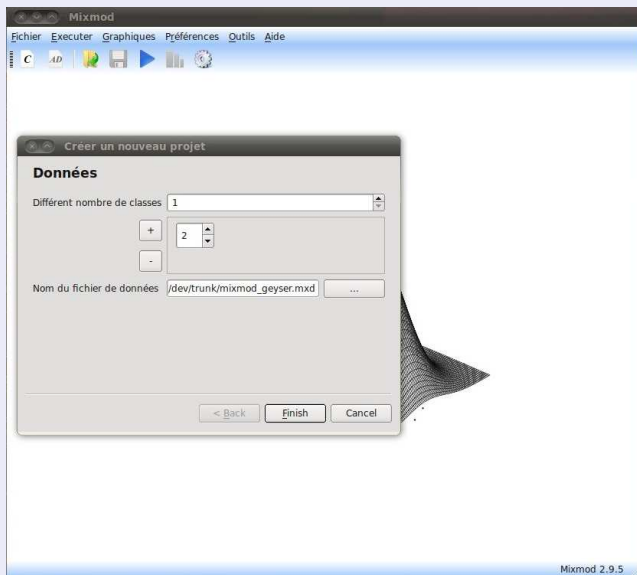 Mixmod
Fichier Executer Graphiques Préférences Outils Aide
C AD
Créer un nouveau projet
Données
Différent nombre de classes 1
+ 2
-
Nom du fichier de données /dev/trunk/mixmod_geyser.mxd ...
< Back Finish Cancel
Mixmod 2.9.5